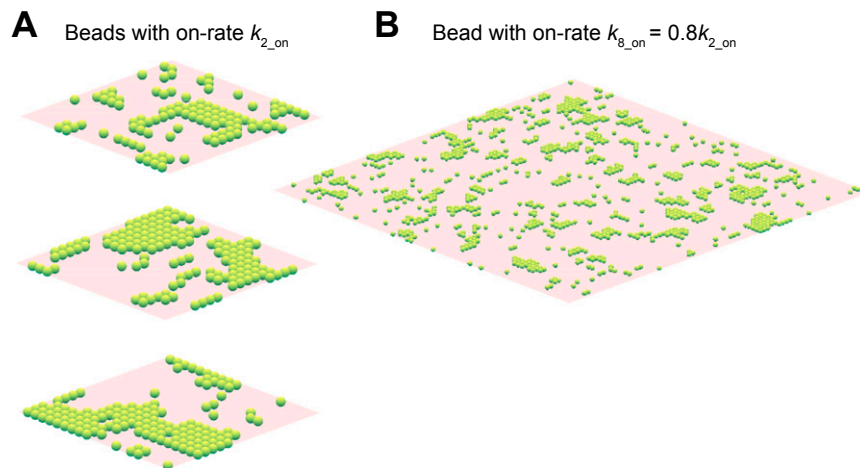 A Beads with on-rate k2_on
B Bead with on-rate k8_on = 0.8k2_on